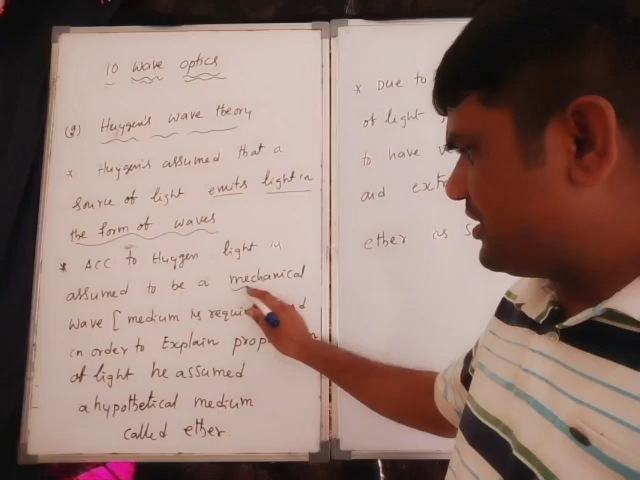 10 wave optics
(9) Huygen's wave theory
* Huygen's assumed that a
source of light emits light in
the form of waves
* Acc to Huygen light is
assumed to be a mechanical
wave [ medium is
in order to Explain
of light he assumed
a hypothetical medium
called ether.
* Due to
of light
to have
and
ether is